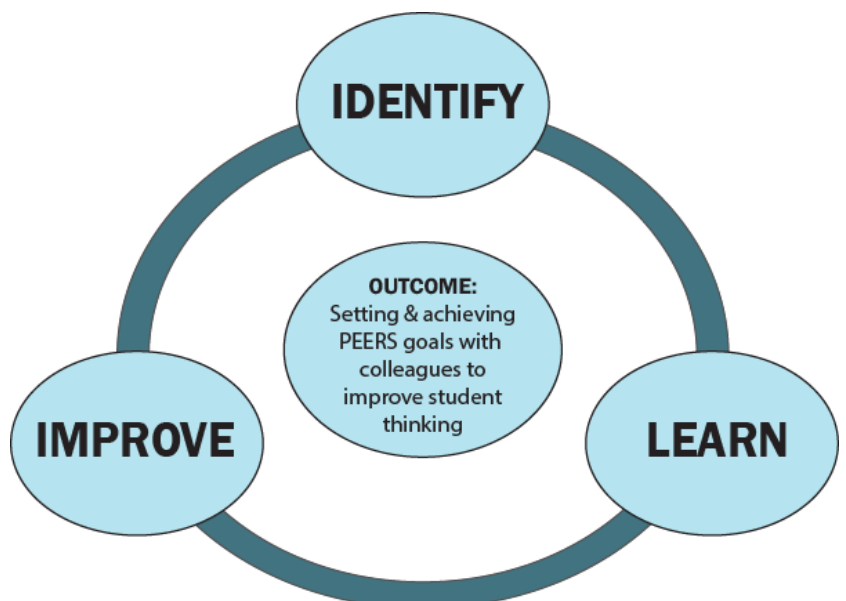 IDENTIFY
OUTCOME:
Setting & achieving
PEERS goals with
colleagues to
improve student
thinking
IMPROVE
LEARN